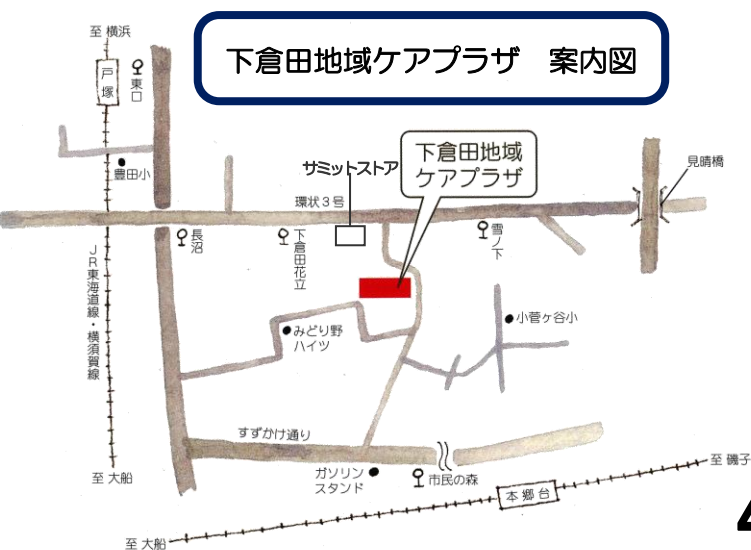 下倉田地域ケアプラザ　案内図
至 横浜
戸塚
東口
豊田小
サミットストア
下倉田地域
ケアプラザ
見晴橋
環状3号
長沼
下倉田花立
雪ノ下
JR東海道線・横須賀線
みどり野
ハイツ
小菅ヶ谷小
すずかけ通り
ガソリン
スタンド
市民の森
至 大船
本郷台
至 磯子
至 大船